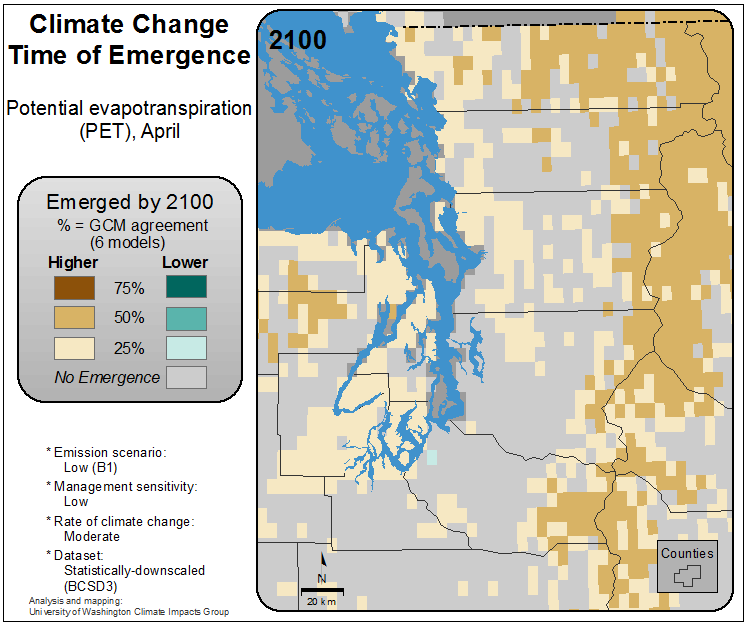 Climate Change
Time of Emergence
Potential evapotranspiration
(PET), April
Emerged by 2100
% = GCM agreement
(6 models)
Higher Lower
75%
50%
25%
No Emergence
* Emission scenario:
Low (B1)
* Management sensitivity:
Low
* Rate of climate change:
Moderate
* Dataset:
Statistically-downscaled
(BCSD3)
Analysis and mapping:
University of Washington Climate Impacts Group
2100
N
20 km
Counties